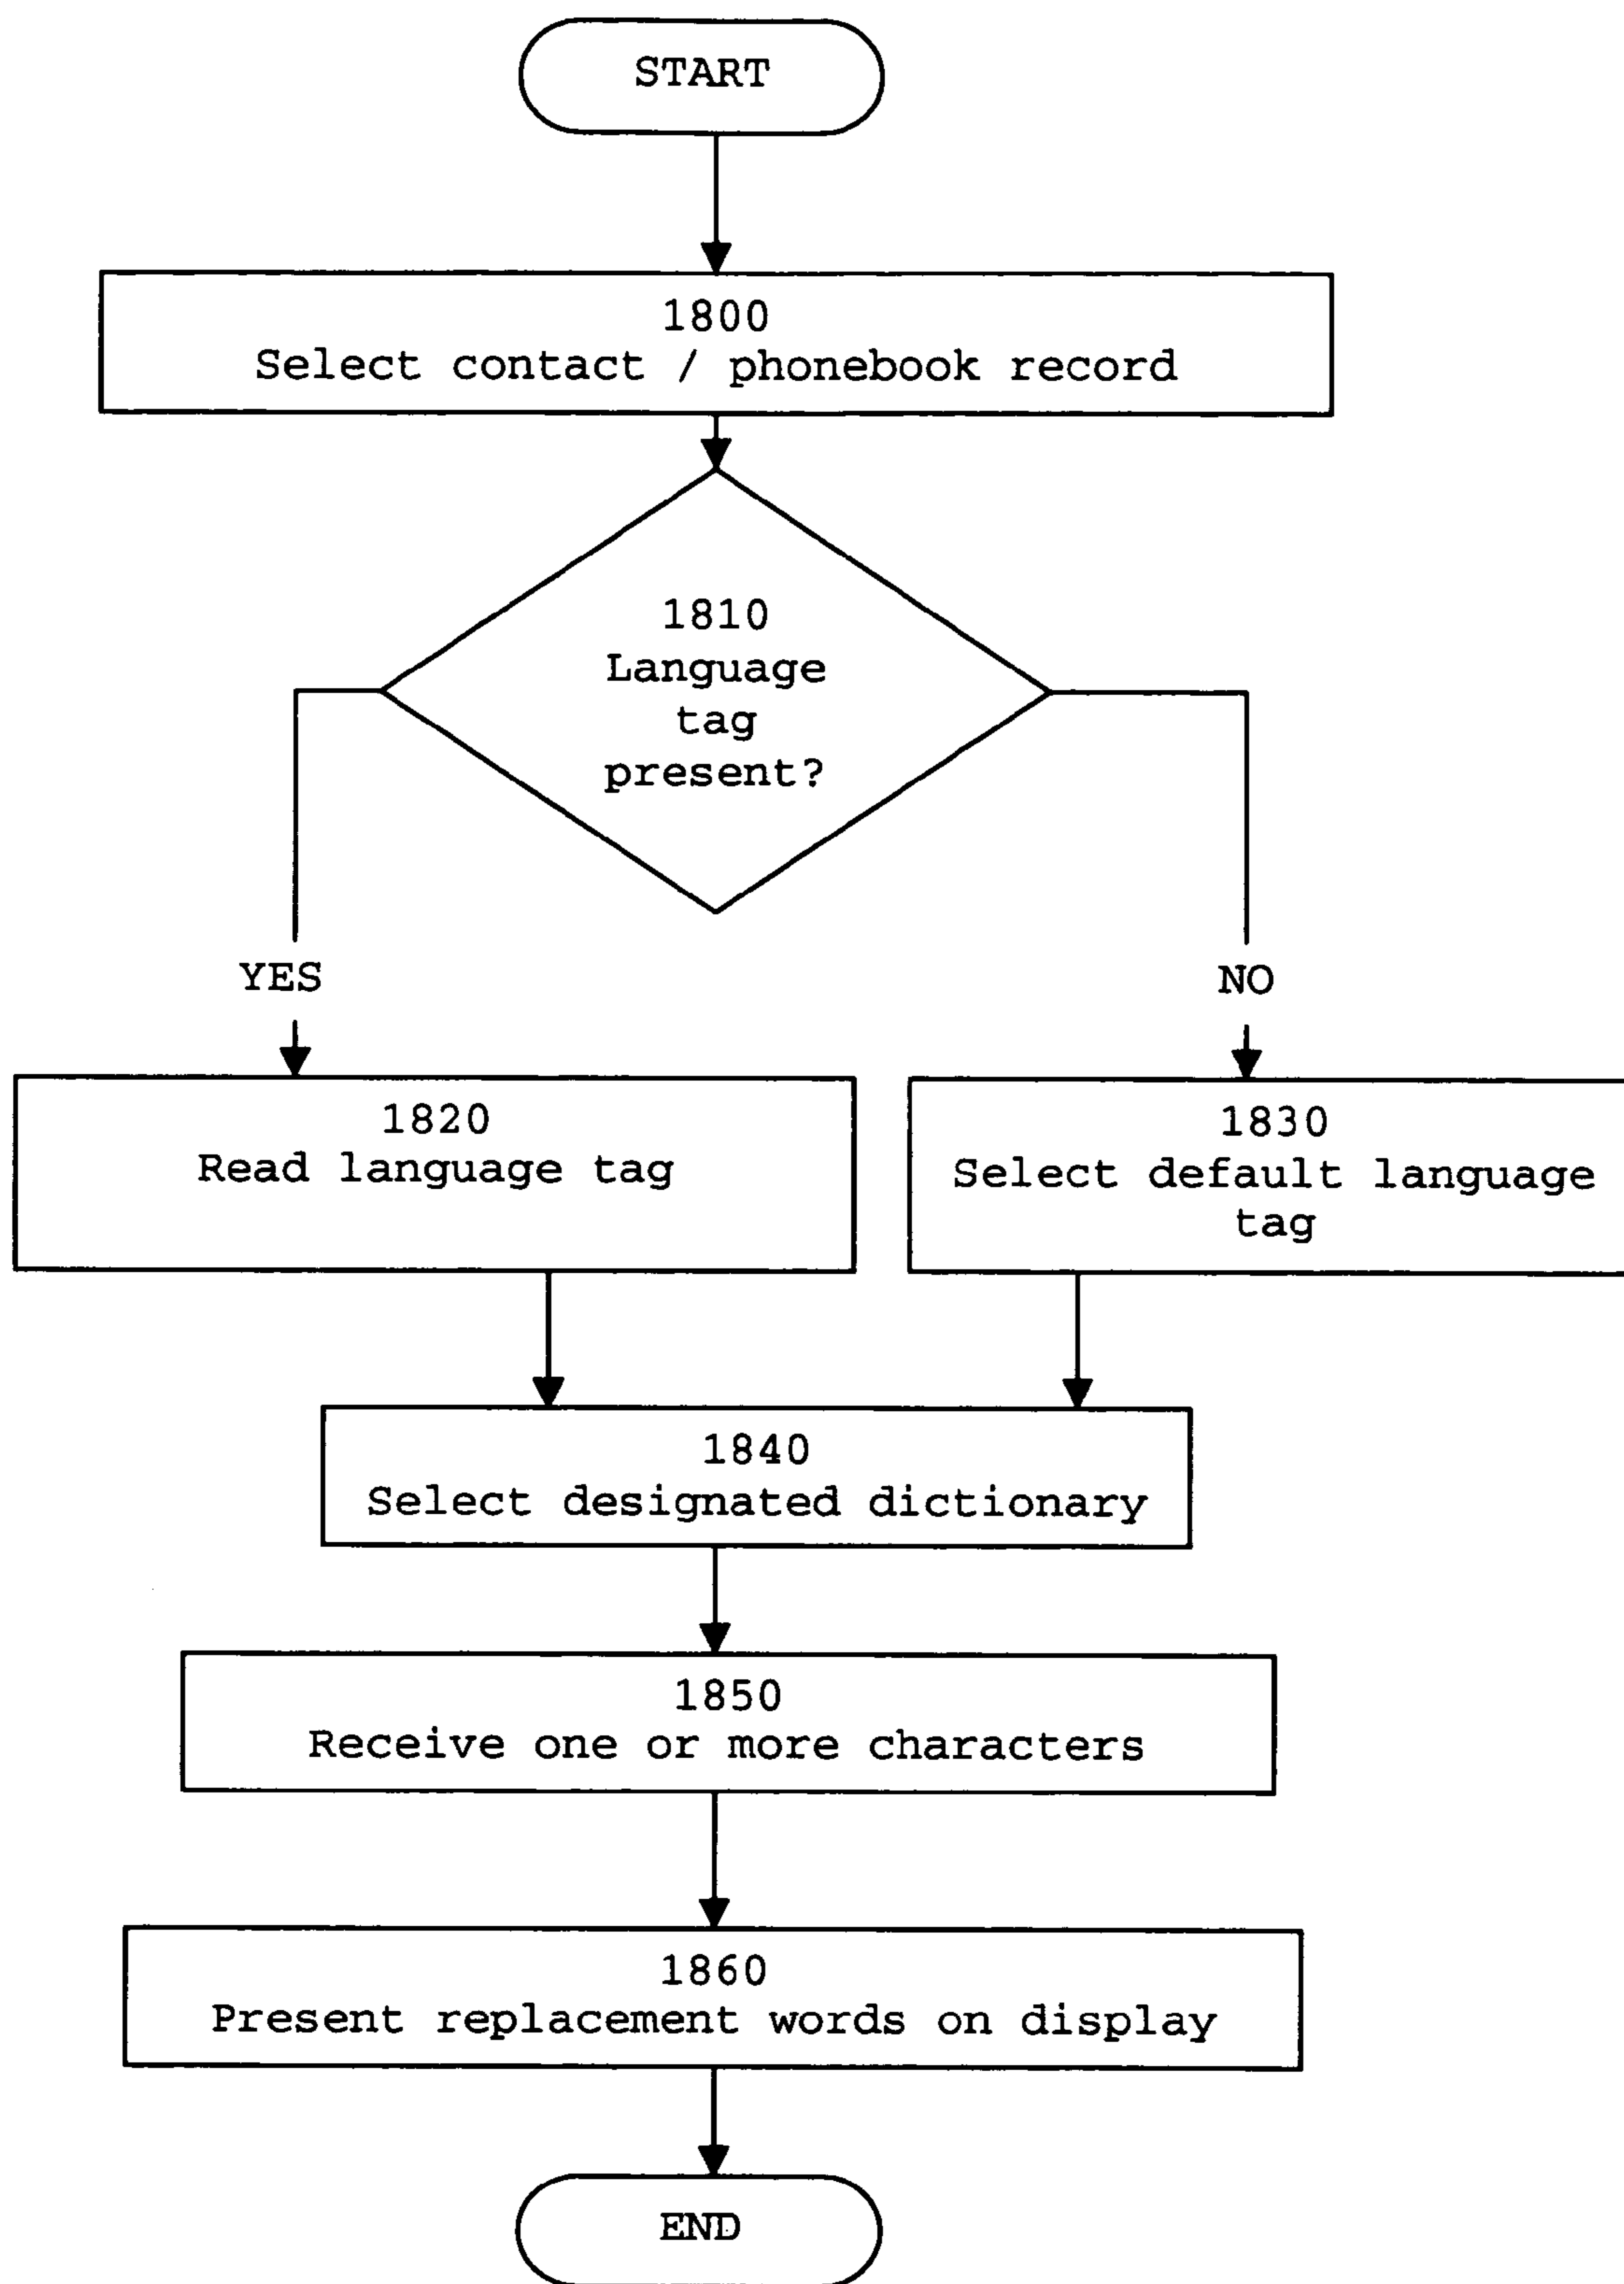 START
1800
Select contact / phonebook record
1810
Language
tag
present?
YES
NO
1820
Read language tag
1830
Select default language
tag
1840
Select designated dictionary
1850
Receive one or more characters
1860
Present replacement words on display
END